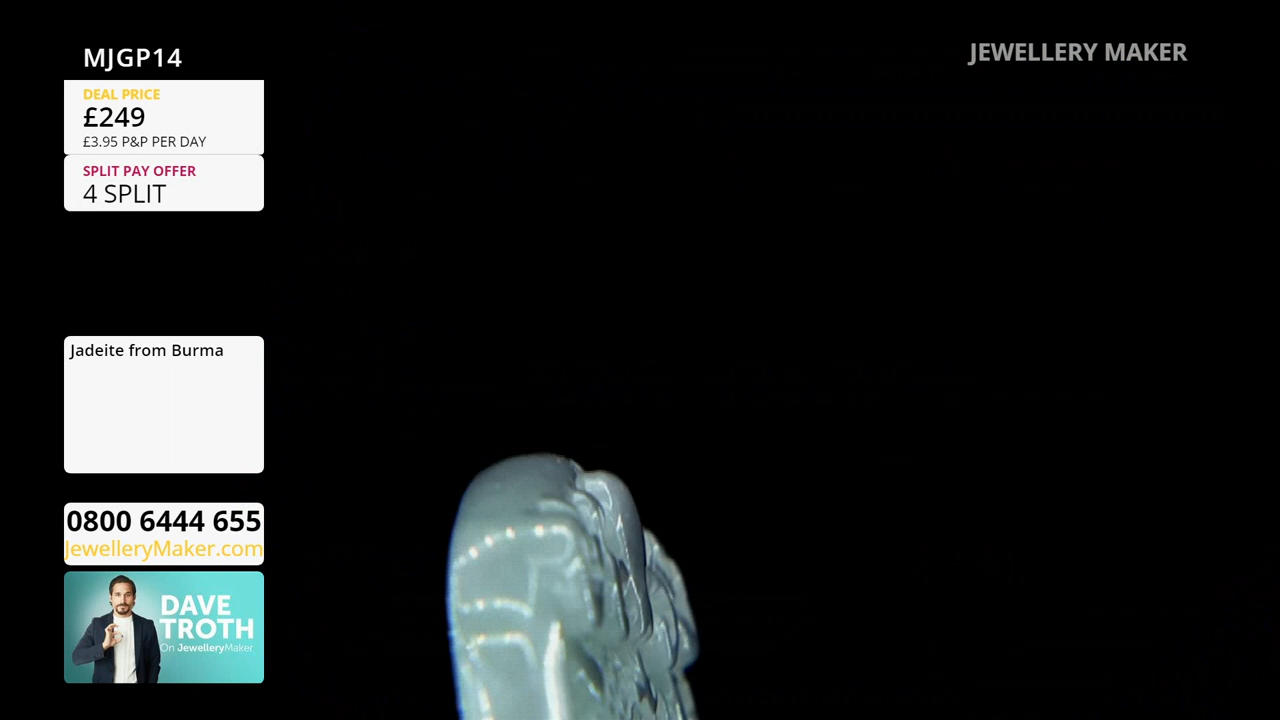 MJGP14
DEAL PRICE
£249
£3.95 P&P PER DAY
SPLIT PAY OFFER
4 SPLIT
JEWELLERY MAKER
Jadeite from Burma
0800 6444 655
JewelleryMaker.com
DAVE
TROTH
On JewelleryMaker